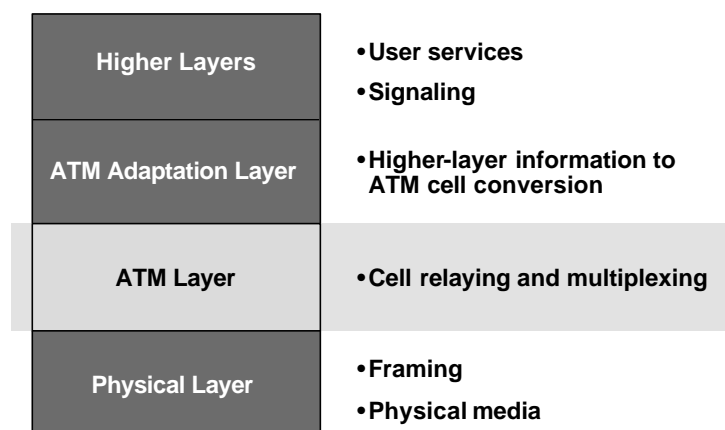 Higher Layers
•User services
•Signaling
ATM Adaptation Layer
•Higher-layer information to
ATM cell conversion
ATM Layer
•Cell relaying and multiplexing
Physical Layer
•Framing
•Physical media